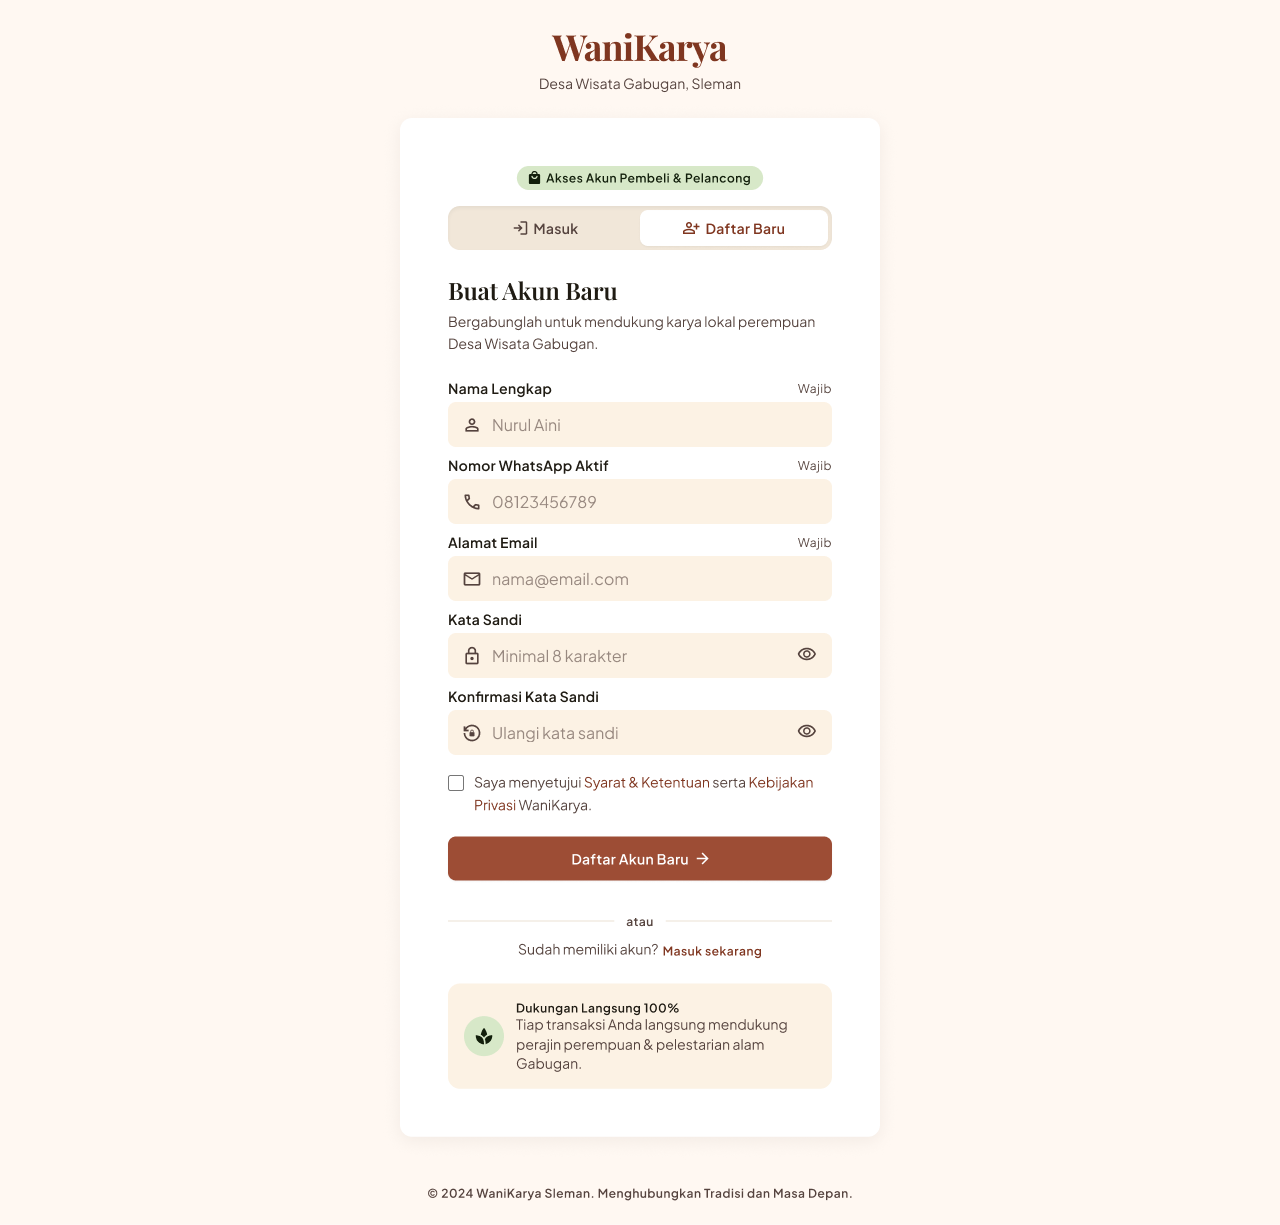 WaniKarya
Desa Wisata Gabugan, Sleman
Akses Akun Pembeli & Pelancong
Masuk
Daftar Baru
Buat Akun Baru
Bergabunglah untuk mendukung karya lokal perempuan
Desa Wisata Gabugan.
Nama Lengkap
Wajib
Nurul Aini
Nomor WhatsApp Aktif
Wajib
08123456789
Alamat Email
Wajib
nama@email.com
Kata Sandi
Minimal 8 karakter
Konfirmasi Kata Sandi
Ulangi kata sandi
Saya menyetujui Syarat & Ketentuan serta Kebijakan
Privasi WaniKarya.
Daftar Akun Baru
atau
Sudah memiliki akun? Masuk sekarang
Dukungan Langsung 100%
Tiap transaksi Anda langsung mendukung
perajin perempuan & pelestarian alam
Gabugan.
© 2024 WaniKarya Sleman. Menghubungkan Tradisi dan Masa Depan.